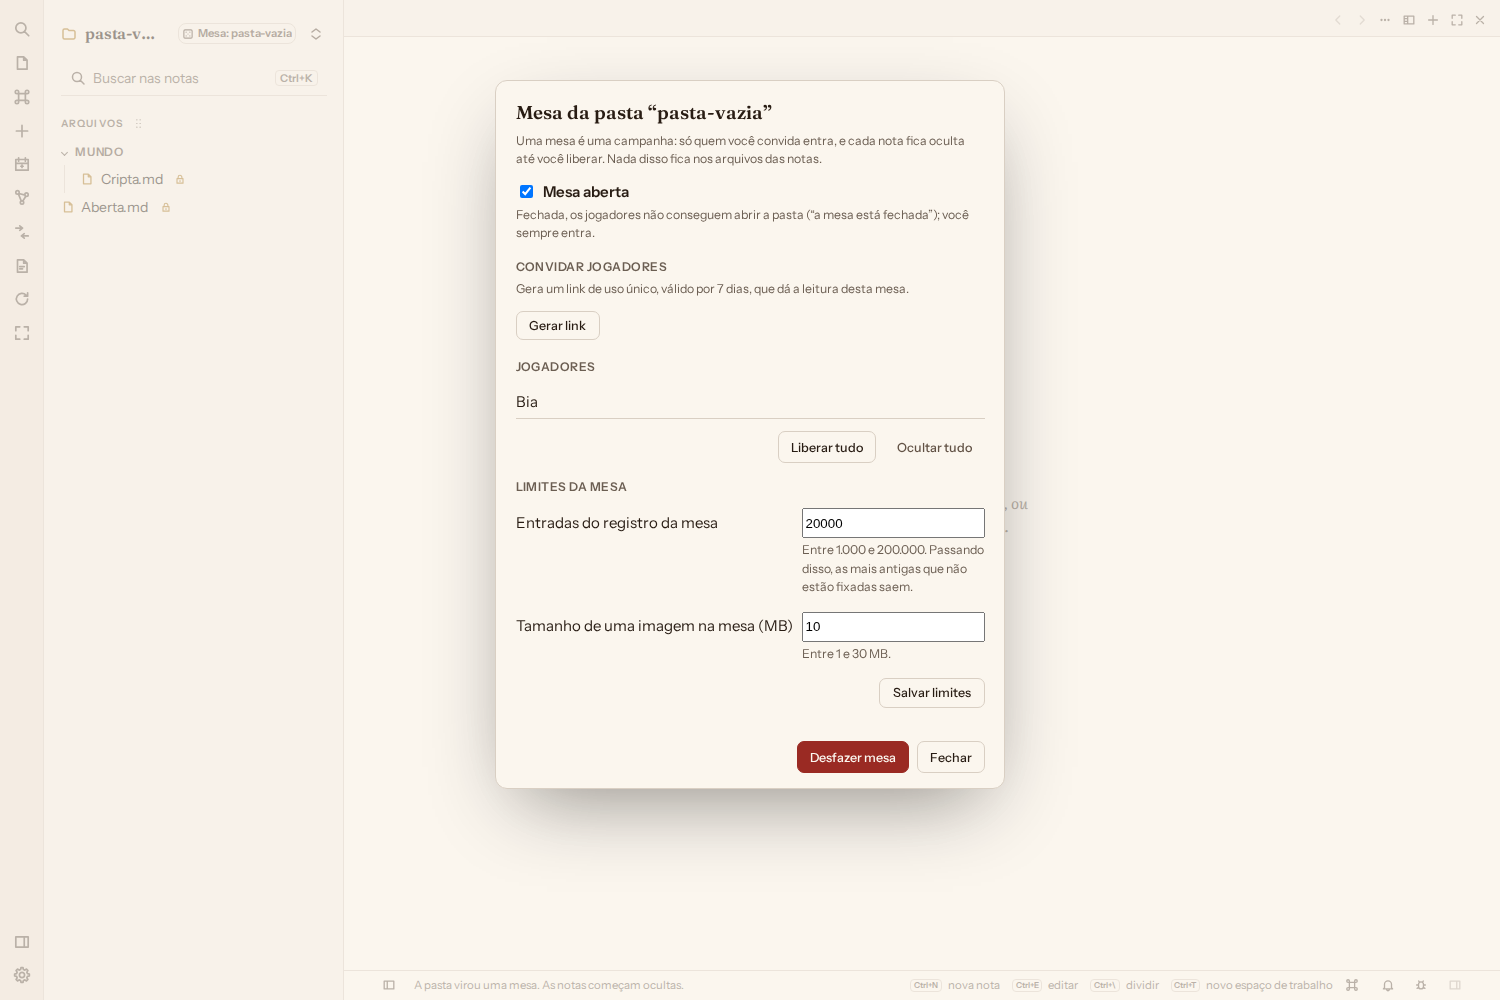 pasta-v...
Mesa: pasta-vazia
Buscar nas notas
Ctrl+K
ARQUIVOS
MUNDO
Cripta.md
Aberta.md
Mesa da pasta “pasta-vazia”
Uma mesa é uma campanha: só quem você convida entra, e cada nota fica oculta
até você liberar. Nada disso fica nos arquivos das notas.
Mesa aberta
Fechada, os jogadores não conseguem abrir a pasta (“a mesa está fechada”); você
sempre entra.
CONVIDAR JOGADORES
Gera um link de uso único, válido por 7 dias, que dá a leitura desta mesa.
Gerar link
JOGADORES
Bia
Liberar tudo
Ocultar tudo
LIMITES DA MESA
, ou
Entradas do registro da mesa
20000
.
Entre 1.000 e 200.000. Passando
disso, as mais antigas que não
estão fixadas saem.
Tamanho de uma imagem na mesa (MB)
10
Entre 1 e 30 MB.
Salvar limites
Desfazer mesa
Fechar
A pasta virou uma mesa. As notas começam ocultas.
Ctrl+N nova nota
Ctrl+E editar
Ctrl+\ dividir
Ctrl+T novo espaço de trabalho